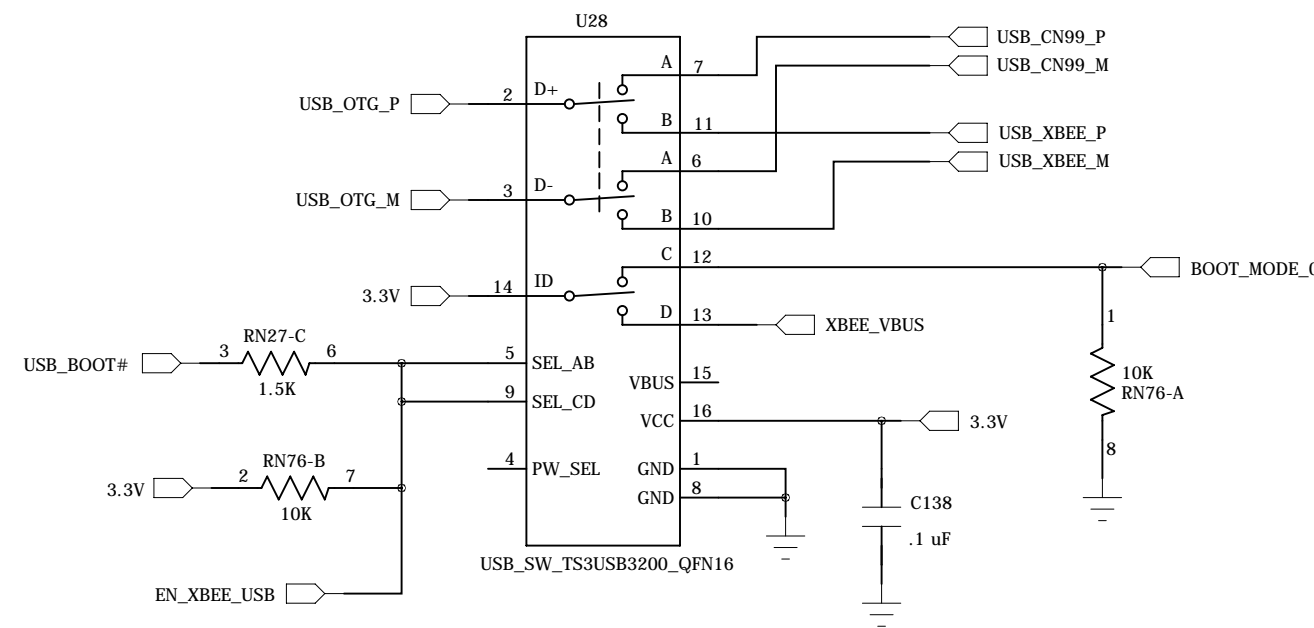 U28
USB_CN99_P
A
7
USB_CN99_M
USB_OTG_P
2
D+
B
11
USB_XBEE_P
A
6
USB_XBEE_M
USB_OTG_M
3
D-
B
10
C
12
BOOT_MODE_0
3.3V
14
ID
D
13
XBEE_VBUS
1
RN27-C
USB_BOOT#
3
6
5
SEL_AB
1.5K
VBUS
15
10K
RN76-A
9
SEL_CD
VCC
16
3.3V
8
RN76-B
4
PW_SEL
GND
1
3.3V
2
7
GND
8
10K
C138
.1 uF
USB_SW_TS3USB3200_QFN16
EN_XBEE_USB